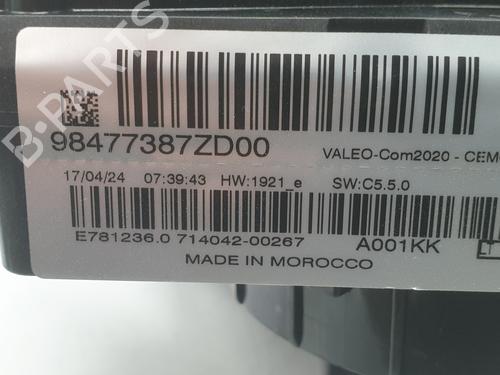 B-PARTS
98477387ZD00
VALEO-Com2020 - CEM
17/04/24 07:39:43 HW:1921_e SW:C5.5.0
E781236.0 714042-00267 A001KK
MADE IN MOROCCO